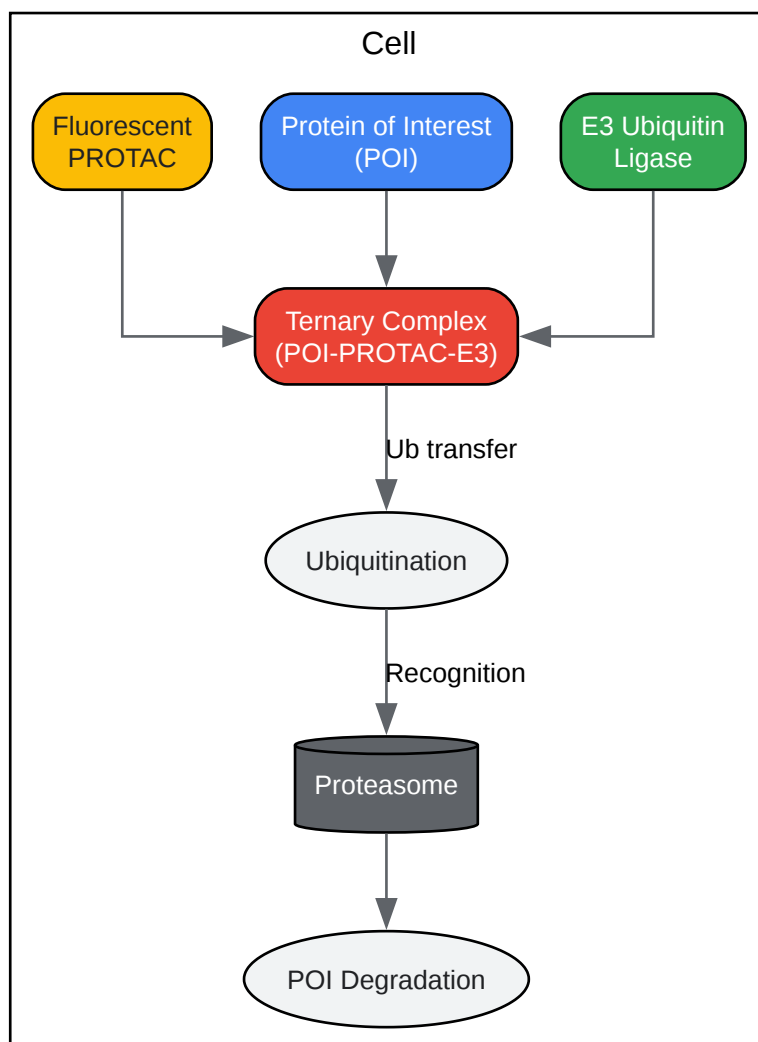 Cell
Fluorescent
PROTAC
Protein of Interest
(POI)
E3 Ubiquitin
Ligase
Ternary Complex
(POI-PROTAC-E3)
Ub transfer
Ubiquitination
Recognition
Proteasome
POI Degradation